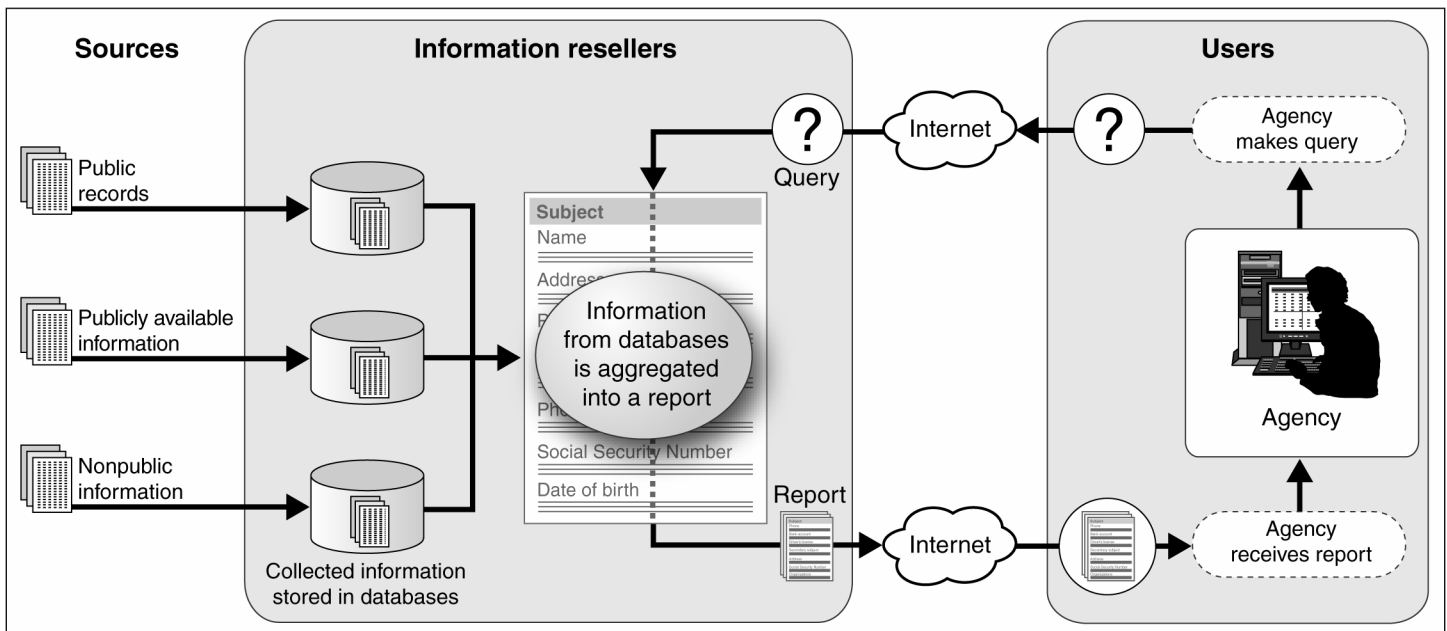 Sources
Information resellers
Users
Public
records
Publicly available
information
Nonpublic
information
Collected information
stored in databases
?
Query
Internet
?
Agency
makes query
Subject
Name
Information
from databases
is aggregated
into a report
Social Security Number
Date of birth
Report
Subject
Internet
Subject
Agency
receives report
Agency